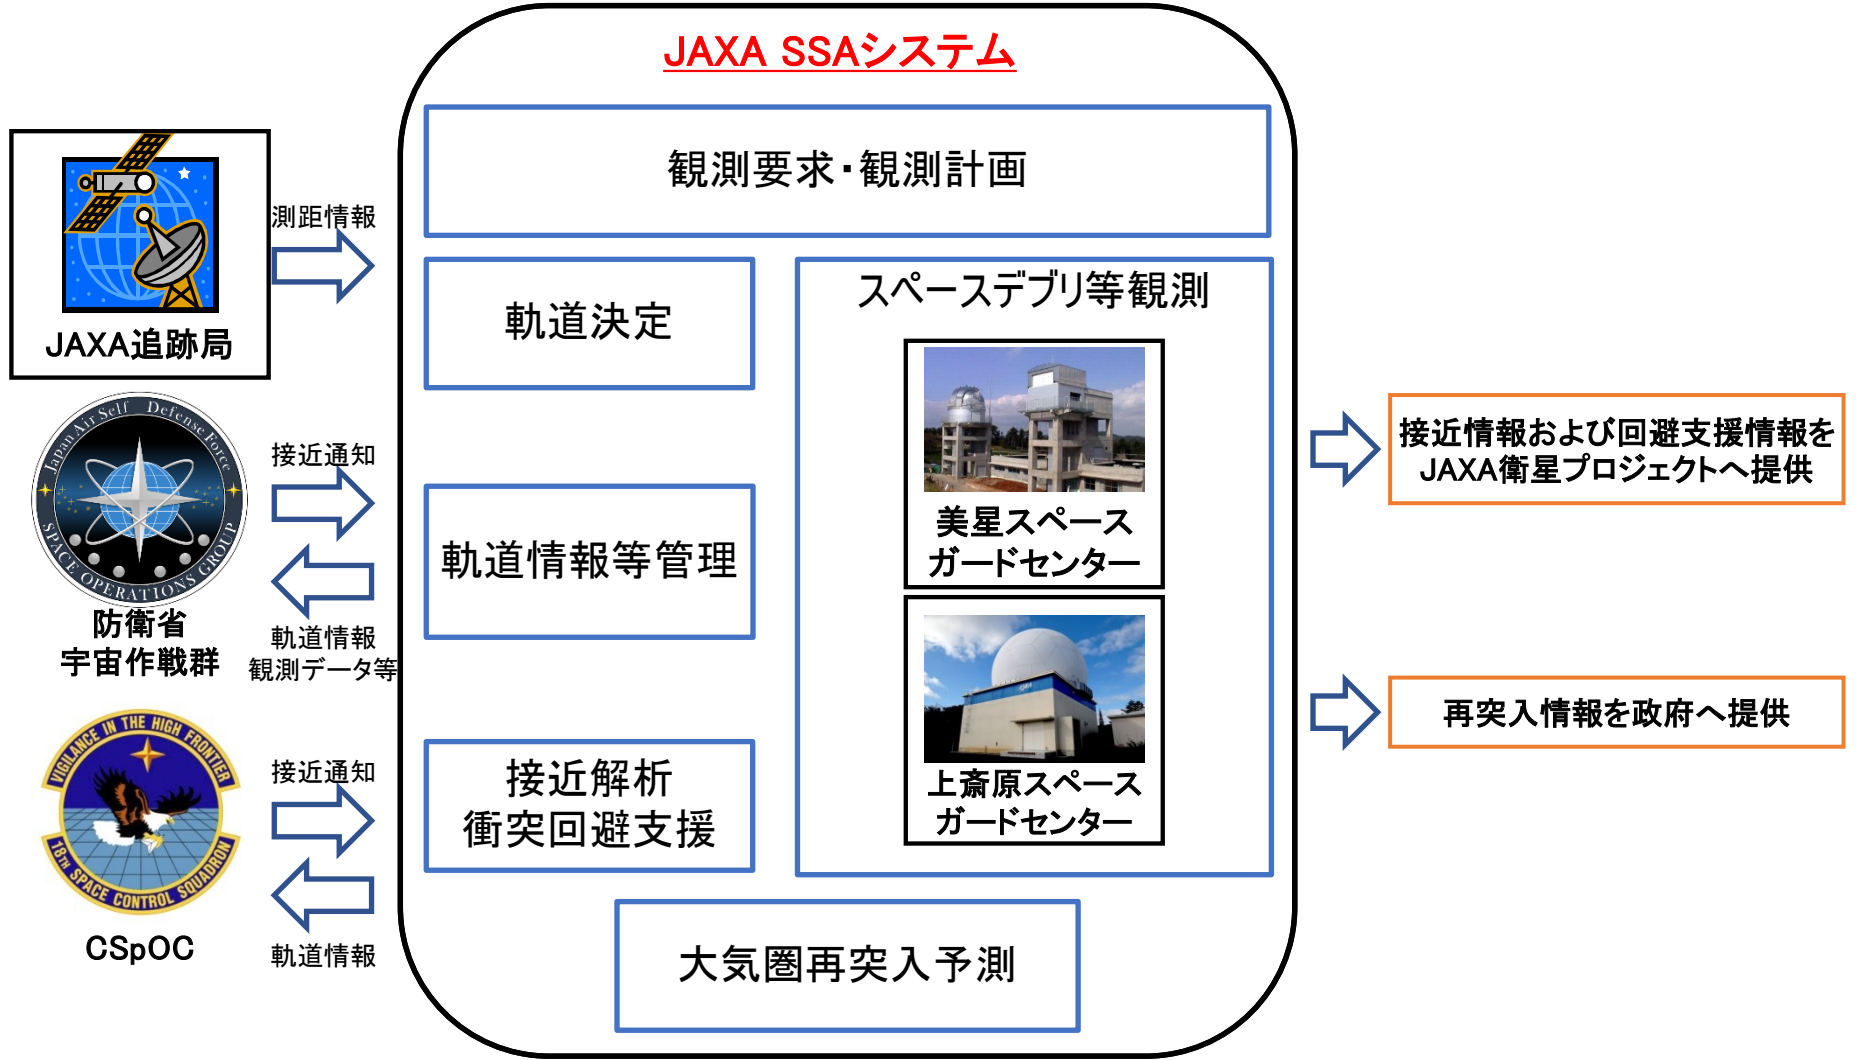 JAXA SSAシステム
観測要求・観測計画
測距情報
JAXA追跡局
軌道決定
スペースデブリ等観測
美星スペース
ガードセンター
上斎原スペース
ガードセンター
Japan Air Self Defense Force
SPACE OPERATIONS GROUP
防衛省
宇宙作戦群
接近通知
軌道情報
観測データ等
軌道情報等管理
VIGILANCE IN THE HIGH FRONTIER
18TH SPACE CONTROL SQUADRON
CSpOC
接近通知
軌道情報
接近解析
衝突回避支援
大気圏再突入予測
接近情報および回避支援情報を
JAXA衛星プロジェクトへ提供
再突入情報を政府へ提供